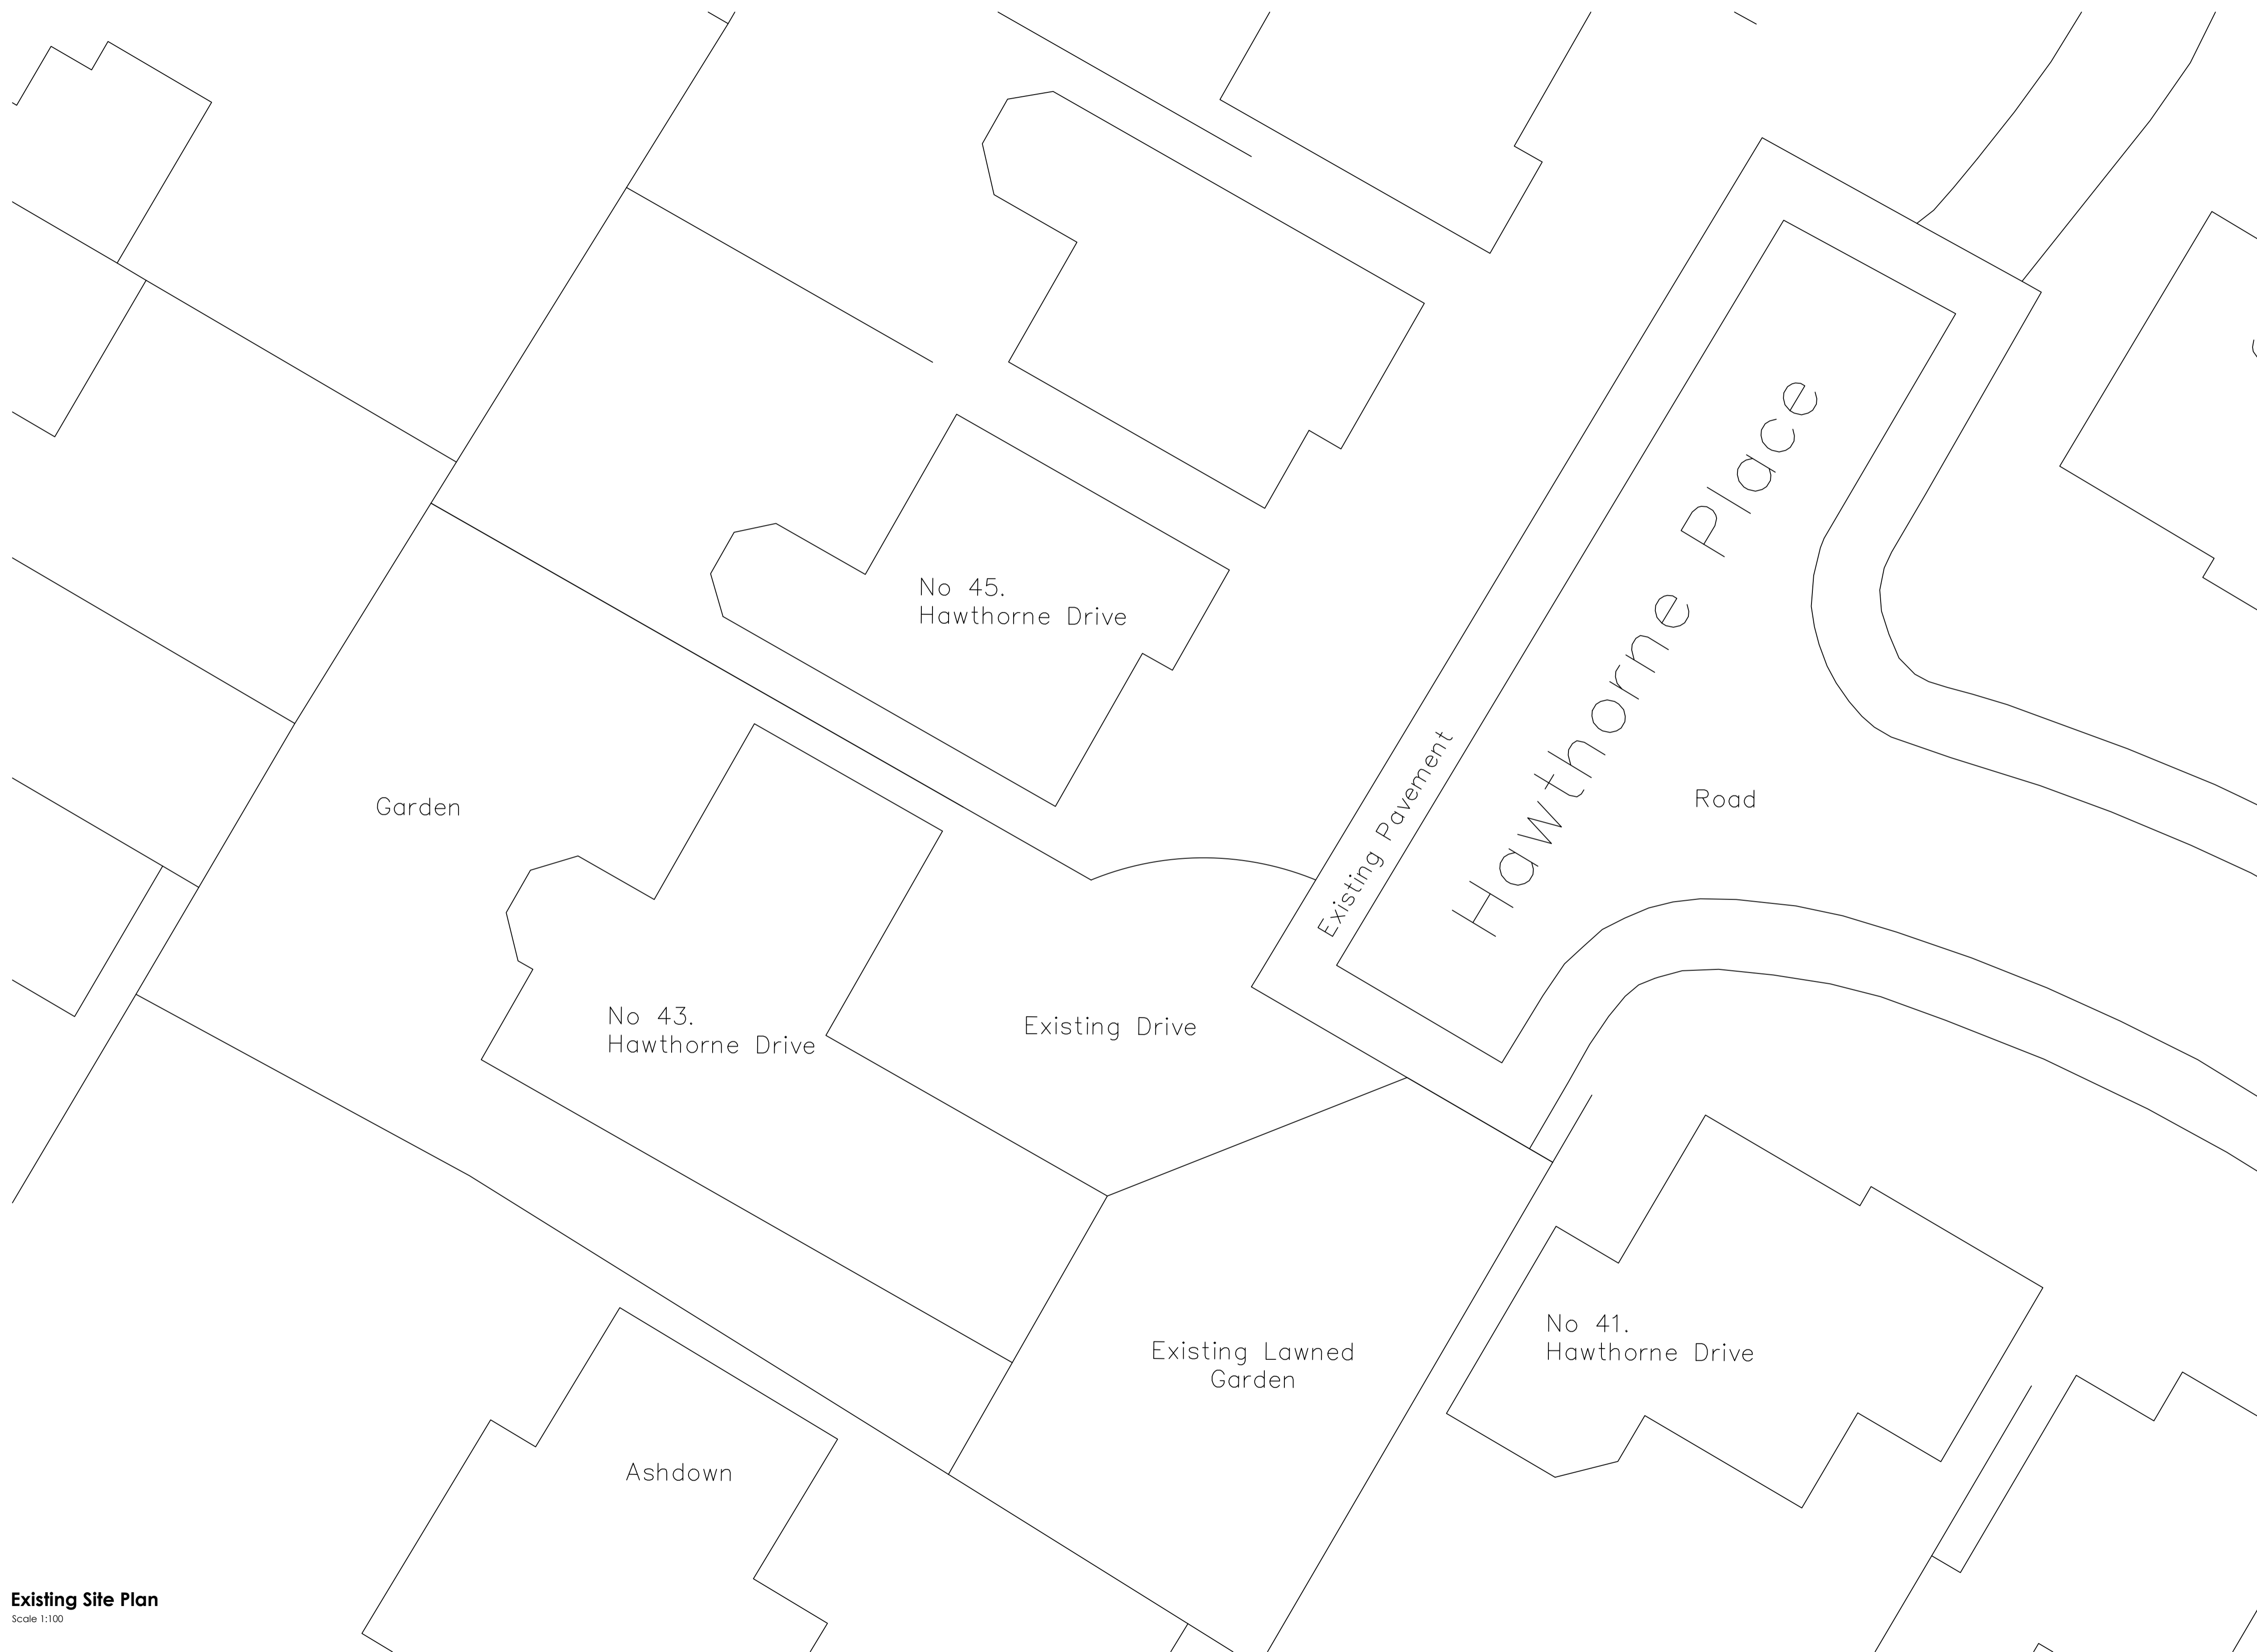 No 45.
Hawthorne Drive
Hawthorne Place
Existing Pavement
Road
Garden
No 43.
Hawthorne Drive
Existing Drive
Existing Lawned
Garden
No 41.
Hawthorne Drive
Ashdown
Existing Site Plan
Scale 1:100